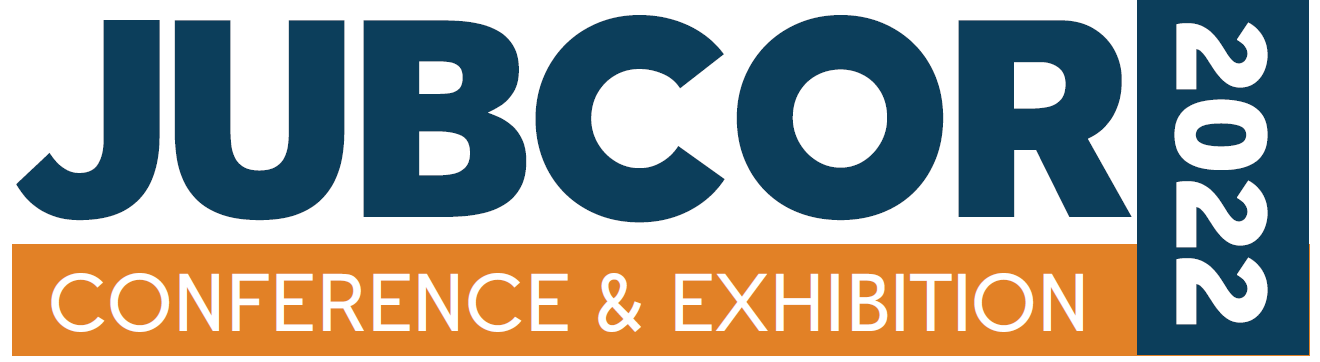 JUBCOR
CONFERENCE & EXHIBITION
2022